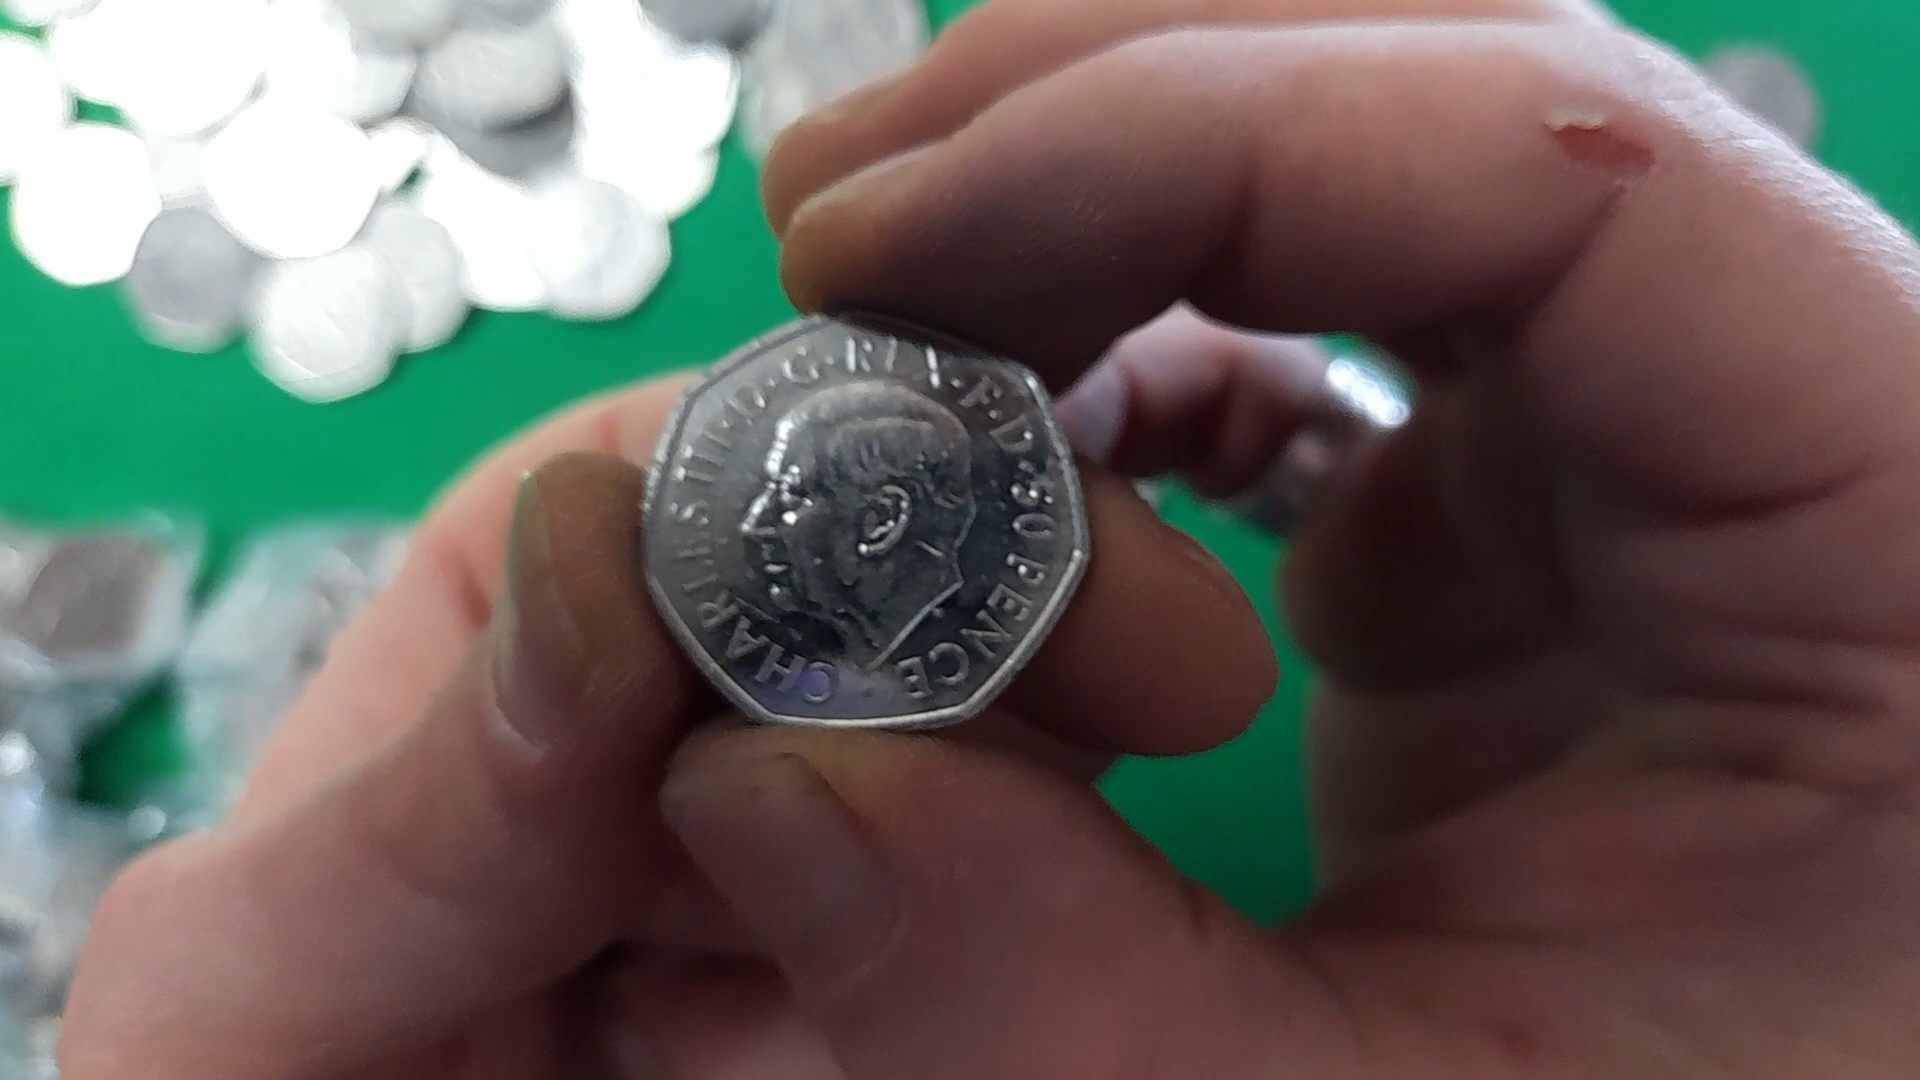 · CHARLES III · D · G · REX · F · D · 50 PENCE